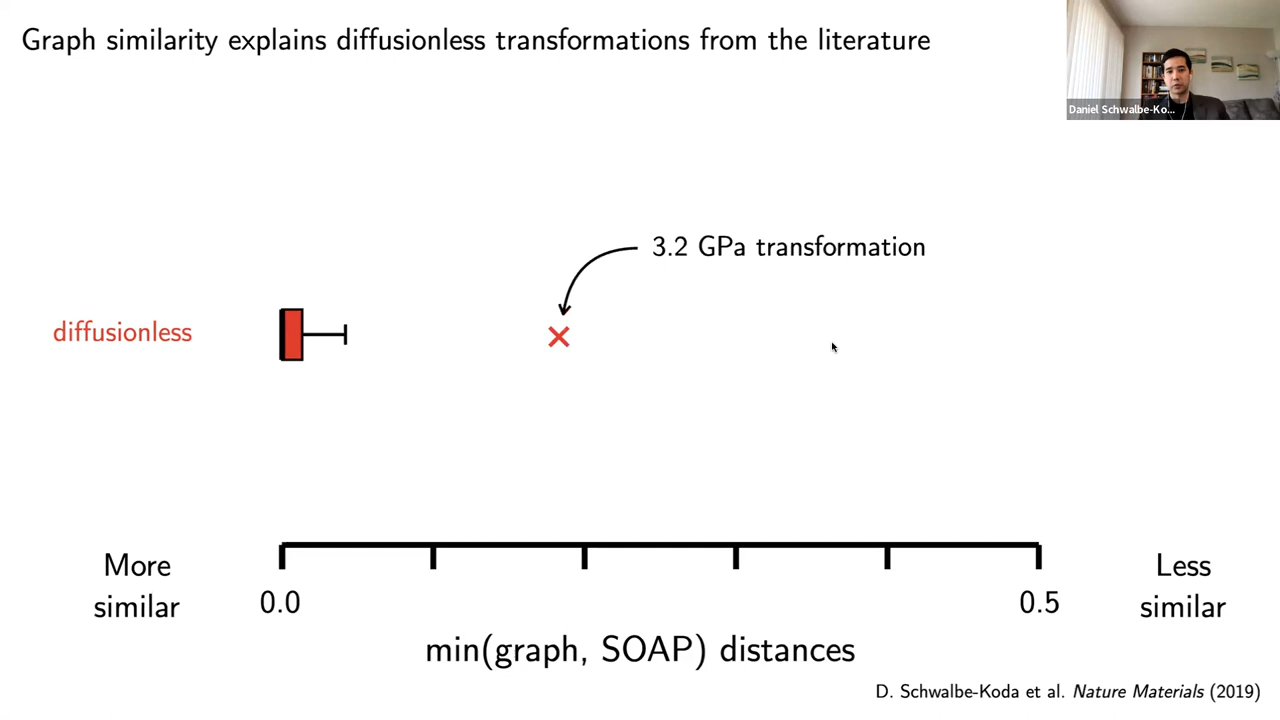 Graph similarity explains diffusionless transformations from the literature
Daniel Schwalbe-Ko...
3.2 GPa transformation
diffusionless
More
similar
0.0
0.5
Less
similar
min(graph, SOAP) distances
D. Schwalbe-Koda et al. Nature Materials (2019)